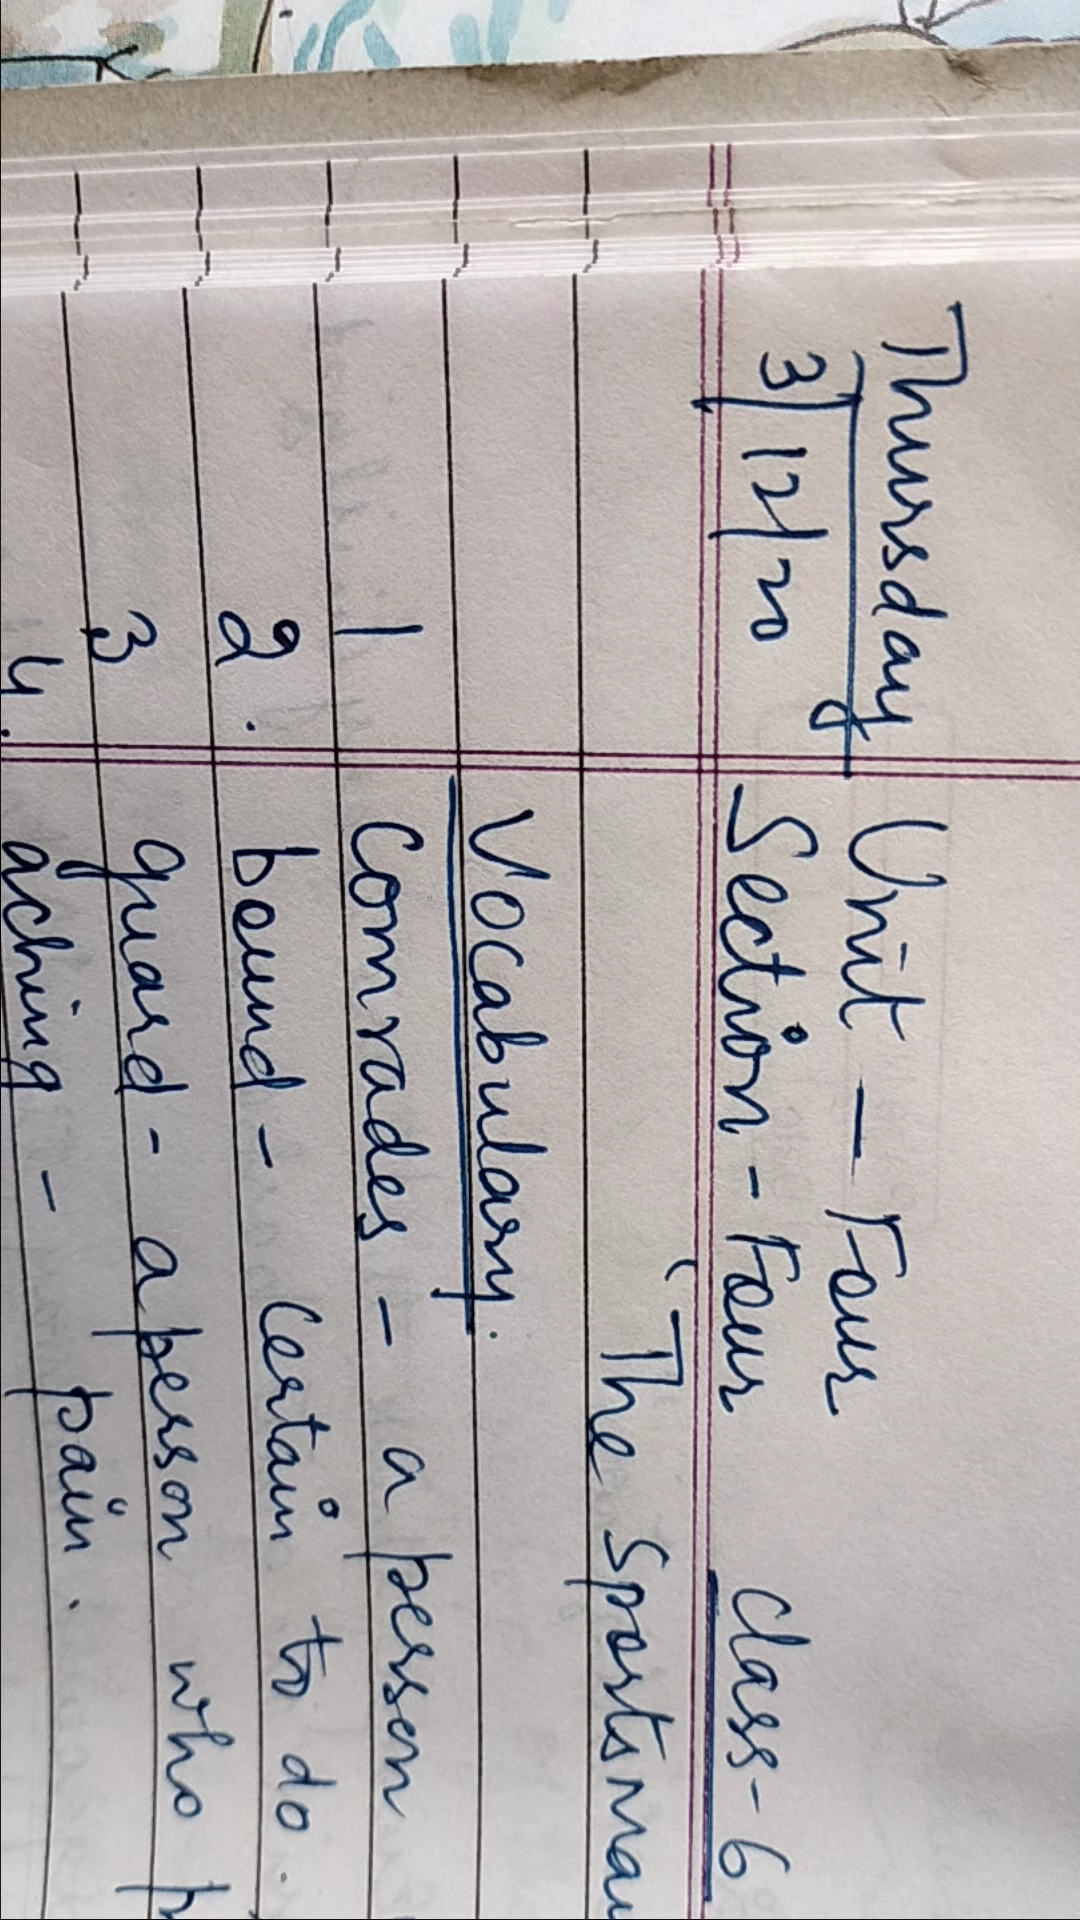 Thursday Unit - Four
3/12/20 Section - Four Class-6
(The Sportsman
Vocabulary.
1 Comrades - a person
2. bound - Certain to do.
3 guard - a person who
4. aching - pain.